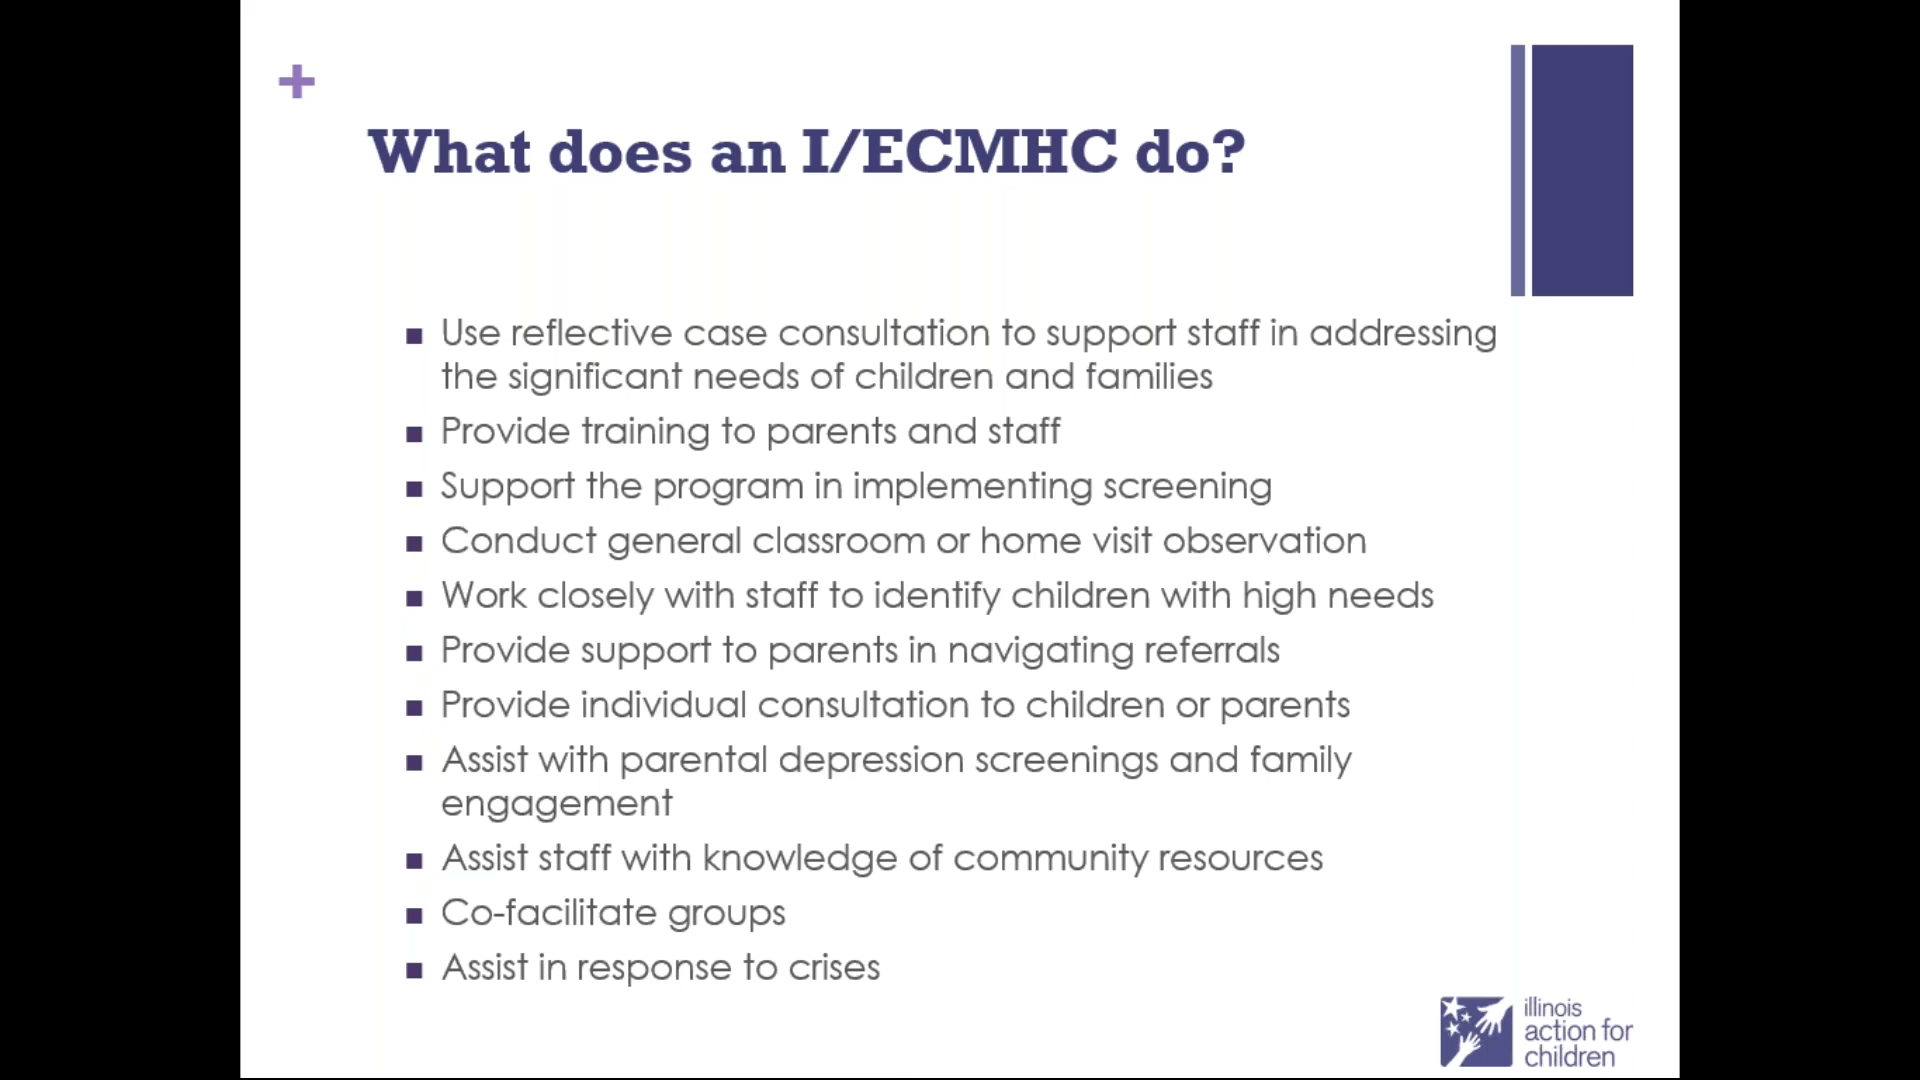 +
What does an I/ECMHC do?
■ Use reflective case consultation to support staff in addressing
the significant needs of children and families
■ Provide training to parents and staff
■ Support the program in implementing screening
■ Conduct general classroom or home visit observation
■ Work closely with staff to identify children with high needs
■ Provide support to parents in navigating referrals
■ Provide individual consultation to children or parents
■ Assist with parental depression screenings and family
engagement
■ Assist staff with knowledge of community resources
■ Co-facilitate groups
■ Assist in response to crises
illinois
action for
children